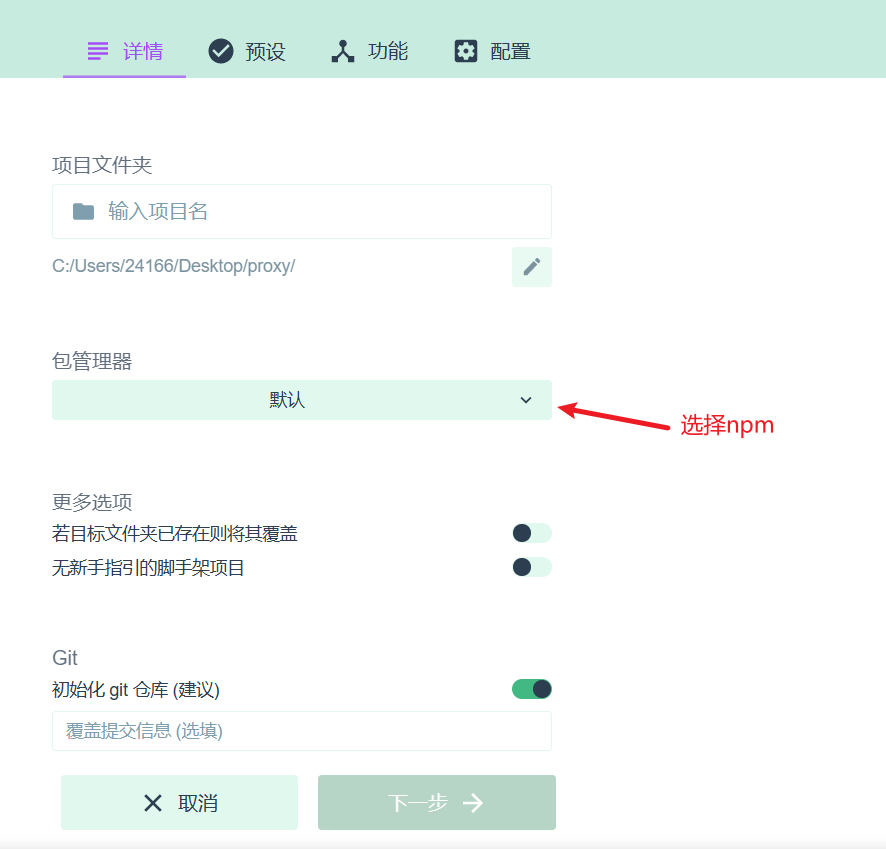 详情 预设 功能 配置
项目文件夹
输入项目名
C:/Users/24166/Desktop/proxy/
包管理器
默认
选择npm
更多选项
若目标文件夹已存在则将其覆盖
无新手指引的脚手架项目
Git
初始化 git 仓库 (建议)
覆盖提交信息 (选填)
取消 下一步